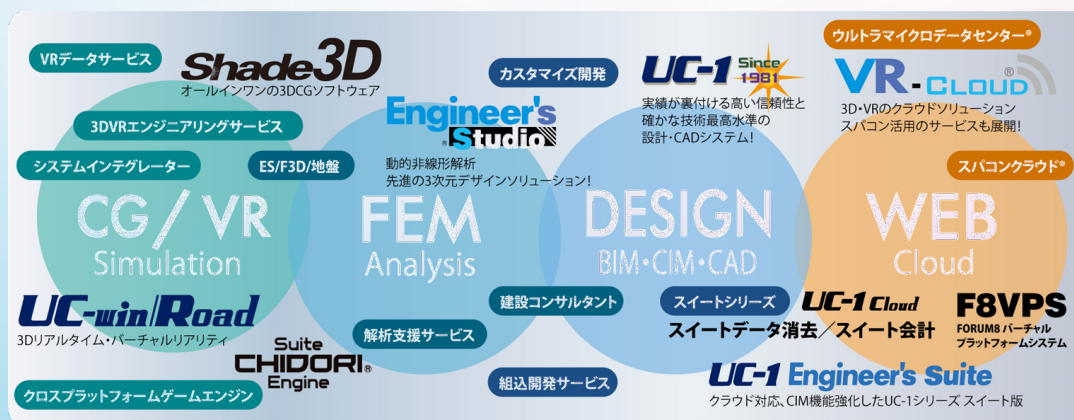 VRデータサービス
Shade3D
オールインワンの3DCGソフトウェア
3DVRエンジニアリングサービス
システムインテグレーター
CG/VR
Simulation
UC-win/Road
3Dリアルタイム・バーチャルリアリティ
Suite
CHIDORI®
Engine
クロスプラットフォームゲームエンジン
カスタマイズ開発
Engineer's
®Studio
動的非線形解析
先進の3次元デザインソリューション!
ES/F3D/地盤
FEM
Analysis
建設コンサルタント
解析支援サービス
組込開発サービス
UC-1 Since
1981
実績が裏付ける高い信頼性と
確かな技術最高水準の
設計・CADシステム!
DESIGN
BIM・CIM・CAD
スイートシリーズ
UC-1 Cloud
スイートデータ消去/スイート会計
UC-1 Engineer's Suite
クラウド対応、CIM機能強化したUC-1シリーズ スイート版
ウルトラマイクロデータセンター®
VR-CLOUD®
3D・VRのクラウドソリューション
スパコン活用のサービスも展開!
スパコンクラウド®
WEB
Cloud
F8VPS
FORUM8 バーチャル
プラットフォームシステム